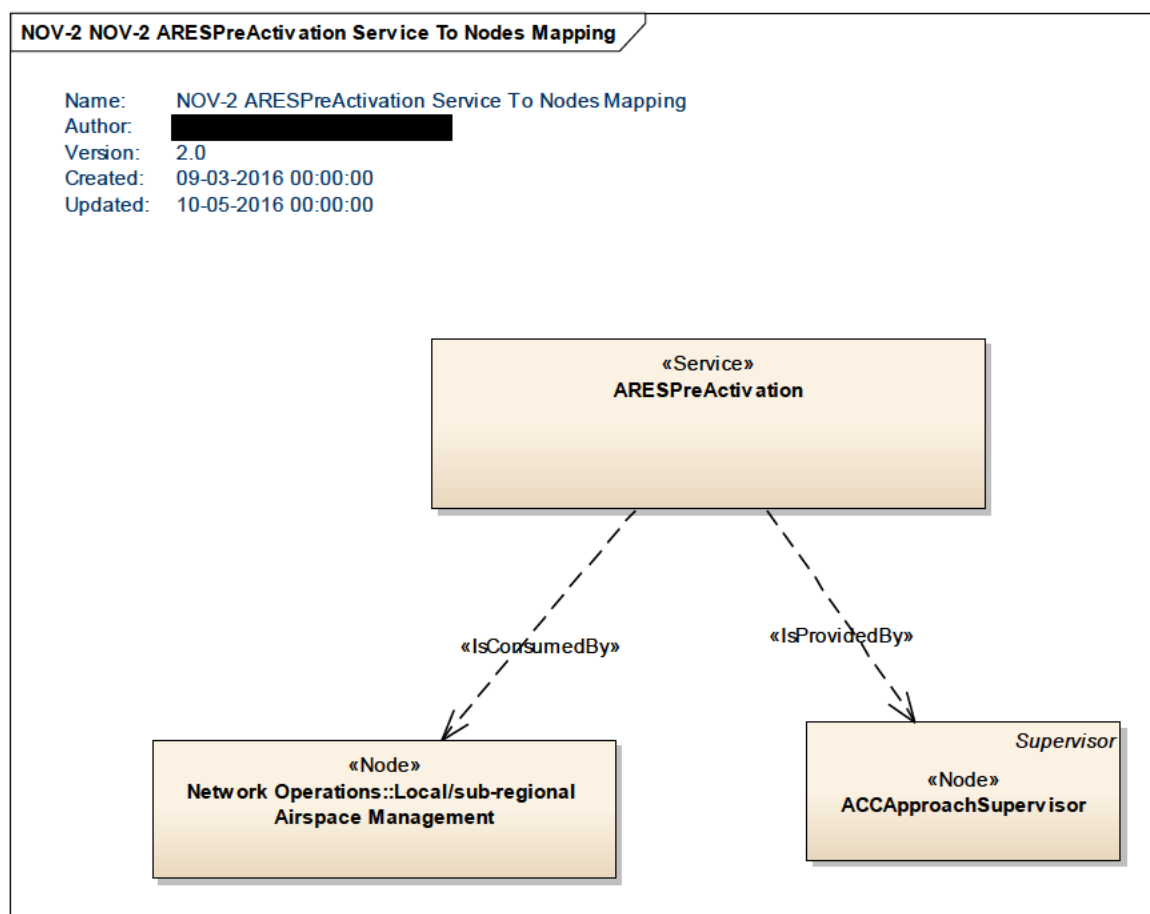 NOV-2 NOV-2 ARESPreActivation Service To Nodes Mapping
Name: NOV-2 ARESPreActivation Service To Nodes Mapping
Author:
Version: 2.0
Created: 09-03-2016 00:00:00
Updated: 10-05-2016 00:00:00
«Service»
ARESPreActivation
«IsConsumedBy»
«IsProvidedBy»
«Node»
Network Operations::Local/sub-regional
Airspace Management
Supervisor
«Node»
ACCApproachSupervisor